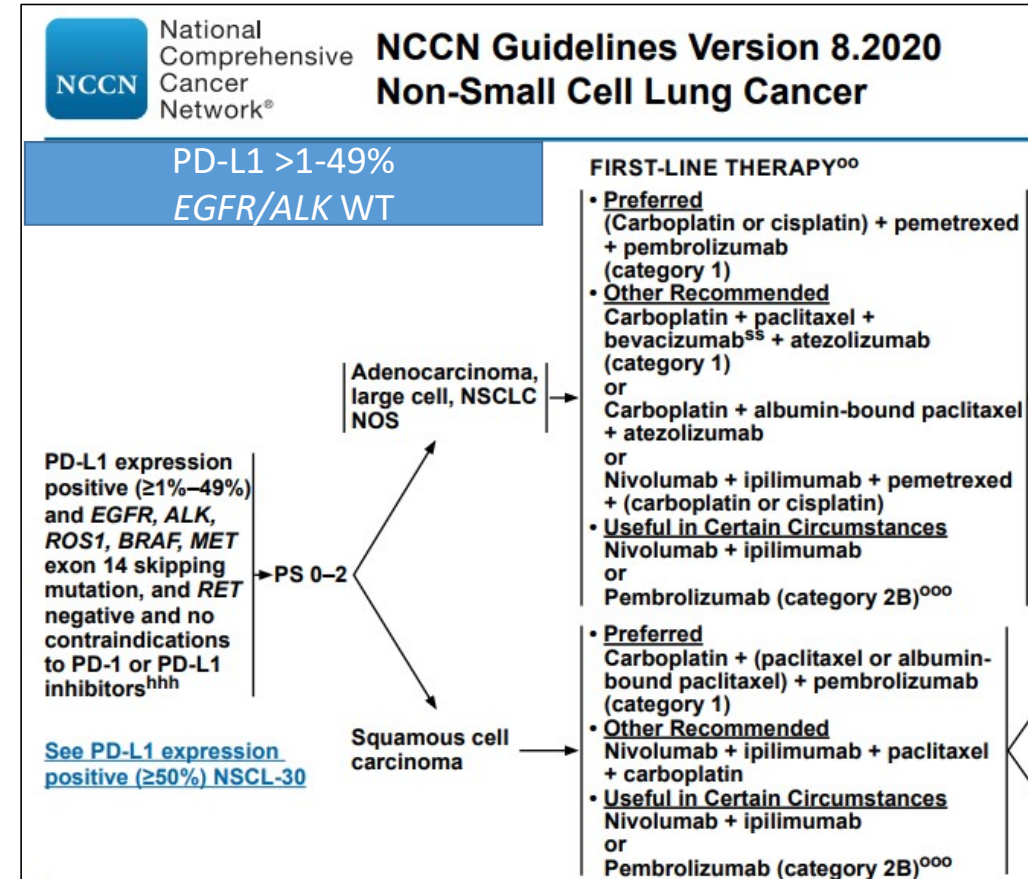 NCCN
National
Comprehensive
Cancer
Network®
NCCN Guidelines Version 8.2020
Non-Small Cell Lung Cancer
PD-L1 >1-49%
EGFR/ALK WT
PD-L1 expression
positive (≥1%–49%)
and EGFR, ALK,
ROS1, BRAF, MET
exon 14 skipping
mutation, and RET
negative and no
contraindications
to PD-1 or PD-L1
inhibitorshhh
See PD-L1 expression
positive (≥50%) NSCL-30
PS 0–2
Adenocarcinoma,
large cell, NSCLC
NOS
Squamous cell
carcinoma
FIRST-LINE THERAPYoo
• Preferred
(Carboplatin or cisplatin) + pemetrexed
+ pembrolizumab
(category 1)
• Other Recommended
Carboplatin + paclitaxel +
bevacizumabss + atezolizumab
(category 1)
or
Carboplatin + albumin-bound paclitaxel
+ atezolizumab
or
Nivolumab + ipilimumab + pemetrexed
+ (carboplatin or cisplatin)
• Useful in Certain Circumstances
Nivolumab + ipilimumab
or
Pembrolizumab (category 2B)ooo
• Preferred
Carboplatin + (paclitaxel or albumin-
bound paclitaxel) + pembrolizumab
(category 1)
• Other Recommended
Nivolumab + ipilimumab + paclitaxel
+ carboplatin
• Useful in Certain Circumstances
Nivolumab + ipilimumab
or
Pembrolizumab (category 2B)ooo